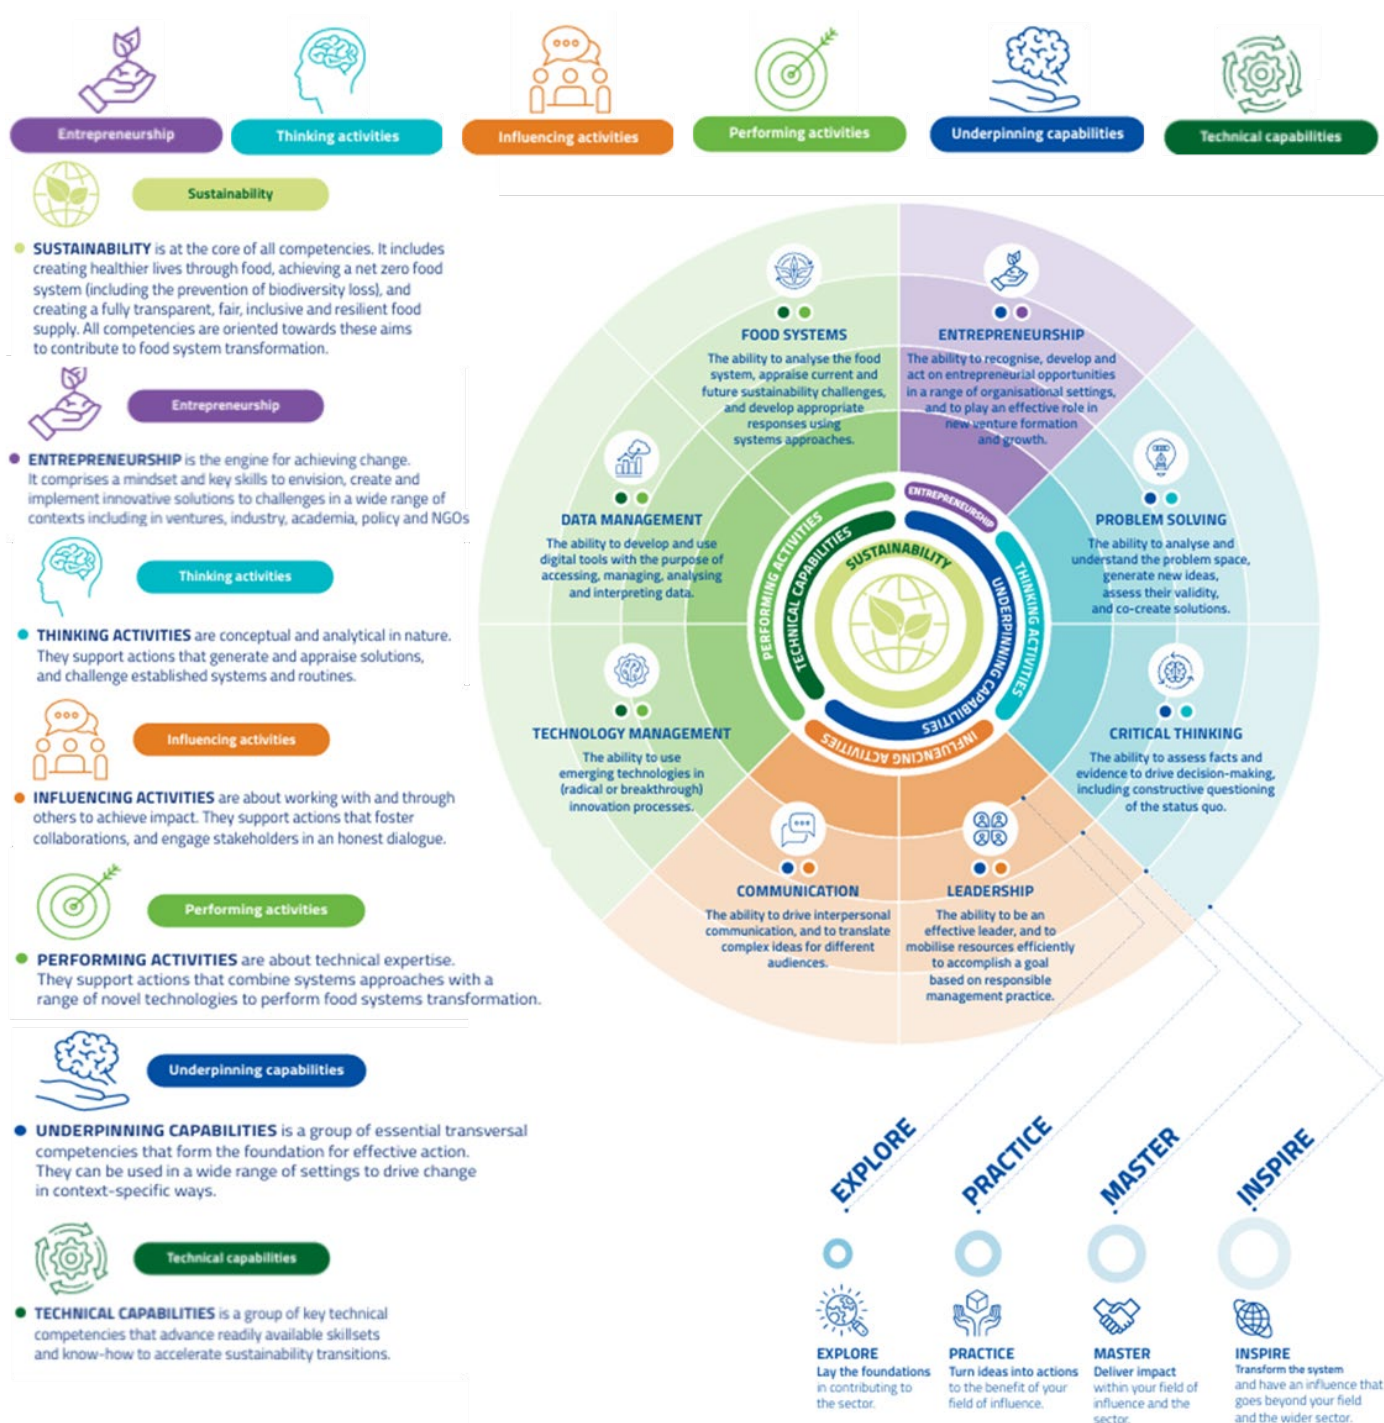 Entrepreneurship
Thinking activities
Influencing activities
Performing activities
Underpinning capabilities
Technical capabilities
Sustainability
SUSTAINABILITY is at the core of all competencies. It includes
creating healthier lives through food, achieving a net zero food
system (including the prevention of biodiversity loss), and
creating a fully transparent, fair, inclusive and resilient food
supply. All competencies are oriented towards these aims
to contribute to food system transformation.
Entrepreneurship
ENTREPRENEURSHIP is the engine for achieving change.
It comprises a mindset and key skills to envision, create and
implement innovative solutions to challenges in a wide range of
contexts including in ventures, industry, academia, policy and NGOs
Thinking activities
THINKING ACTIVITIES are conceptual and analytical in nature.
They support actions that generate and appraise solutions,
and challenge established systems and routines.
Influencing activities
INFLUENCING ACTIVITIES are about working with and through
others to achieve impact. They support actions that foster
collaborations, and engage stakeholders in an honest dialogue.
Performing activities
PERFORMING ACTIVITIES are about technical expertise.
They support actions that combine systems approaches with a
range of novel technologies to perform food systems transformation.
Underpinning capabilities
UNDERPINNING CAPABILITIES is a group of essential transversal
competencies that form the foundation for effective action.
They can be used in a wide range of settings to drive change
in context-specific ways.
Technical capabilities
TECHNICAL CAPABILITIES is a group of key technical
competencies that advance readily available skillsets
and know-how to accelerate sustainability transitions.
FOOD SYSTEMS
The ability to analyse the food
system, appraise current and
future sustainability challenges,
and develop appropriate
responses using
systems approaches.
ENTREPRENEURSHIP
The ability to recognise, develop and
act on entrepreneurial opportunities
in a range of organisational settings,
and to play an effective role in
new venture formation
and growth.
DATA MANAGEMENT
The ability to develop and use
digital tools with the purpose of
accessing, managing, analysing
and interpreting data.
PROBLEM SOLVING
The ability to analyse and
understand the problem space,
generate new ideas,
assess their validity,
and co-create solutions.
TECHNOLOGY MANAGEMENT
The ability to use
emerging technologies in
(radical or breakthrough)
innovation processes.
CRITICAL THINKING
The ability to assess facts and
evidence to drive decision-making,
including constructive questioning
of the status quo.
COMMUNICATION
The ability to drive interpersonal
communication, and to translate
complex ideas for different
audiences.
LEADERSHIP
The ability to be an
effective leader, and to
mobilise resources efficiently
to accomplish a goal
based on responsible
management practice.
PERFORMING ACTIVITIES
TECHNICAL CAPABILITIES
SUSTAINABILITY
ENTREPRENEURSHIP
THINKING ACTIVITIES
UNDERPINNING CAPABILITIES
INFLUENCING ACTIVITIES
EXPLORE
PRACTICE
MASTER
INSPIRE
EXPLORE
Lay the foundations
in contributing to
the sector.
PRACTICE
Turn ideas into actions
to the benefit of your
field of influence.
MASTER
Deliver impact
within your field of
influence and the
sector.
INSPIRE
Transform the system
and have an influence that
goes beyond your field
and the wider sector.